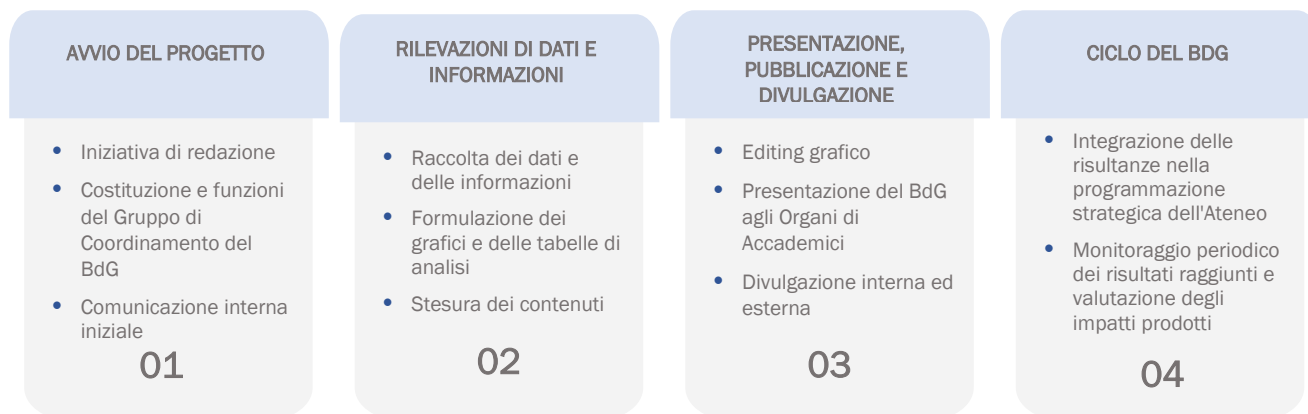 AVVIO DEL PROGETTO
• Iniziativa di redazione
• Costituzione e funzioni
del Gruppo di
Coordinamento del
BdG
• Comunicazione interna
iniziale
01
RILEVAZIONI DI DATI E
INFORMAZIONI
• Raccolta dei dati e
delle informazioni
• Formulazione dei
grafici e delle tabelle di
analisi
• Stesura dei contenuti
02
PRESENTAZIONE,
PUBBLICAZIONE E
DIVULGAZIONE
• Editing grafico
• Presentazione del BdG
agli Organi di
Accademici
• Divulgazione interna ed
esterna
03
CICLO DEL BDG
• Integrazione delle
risultanze nella
programmazione
strategica dell'Ateneo
• Monitoraggio periodico
dei risultati raggiunti e
valutazione degli
impatti prodotti
04